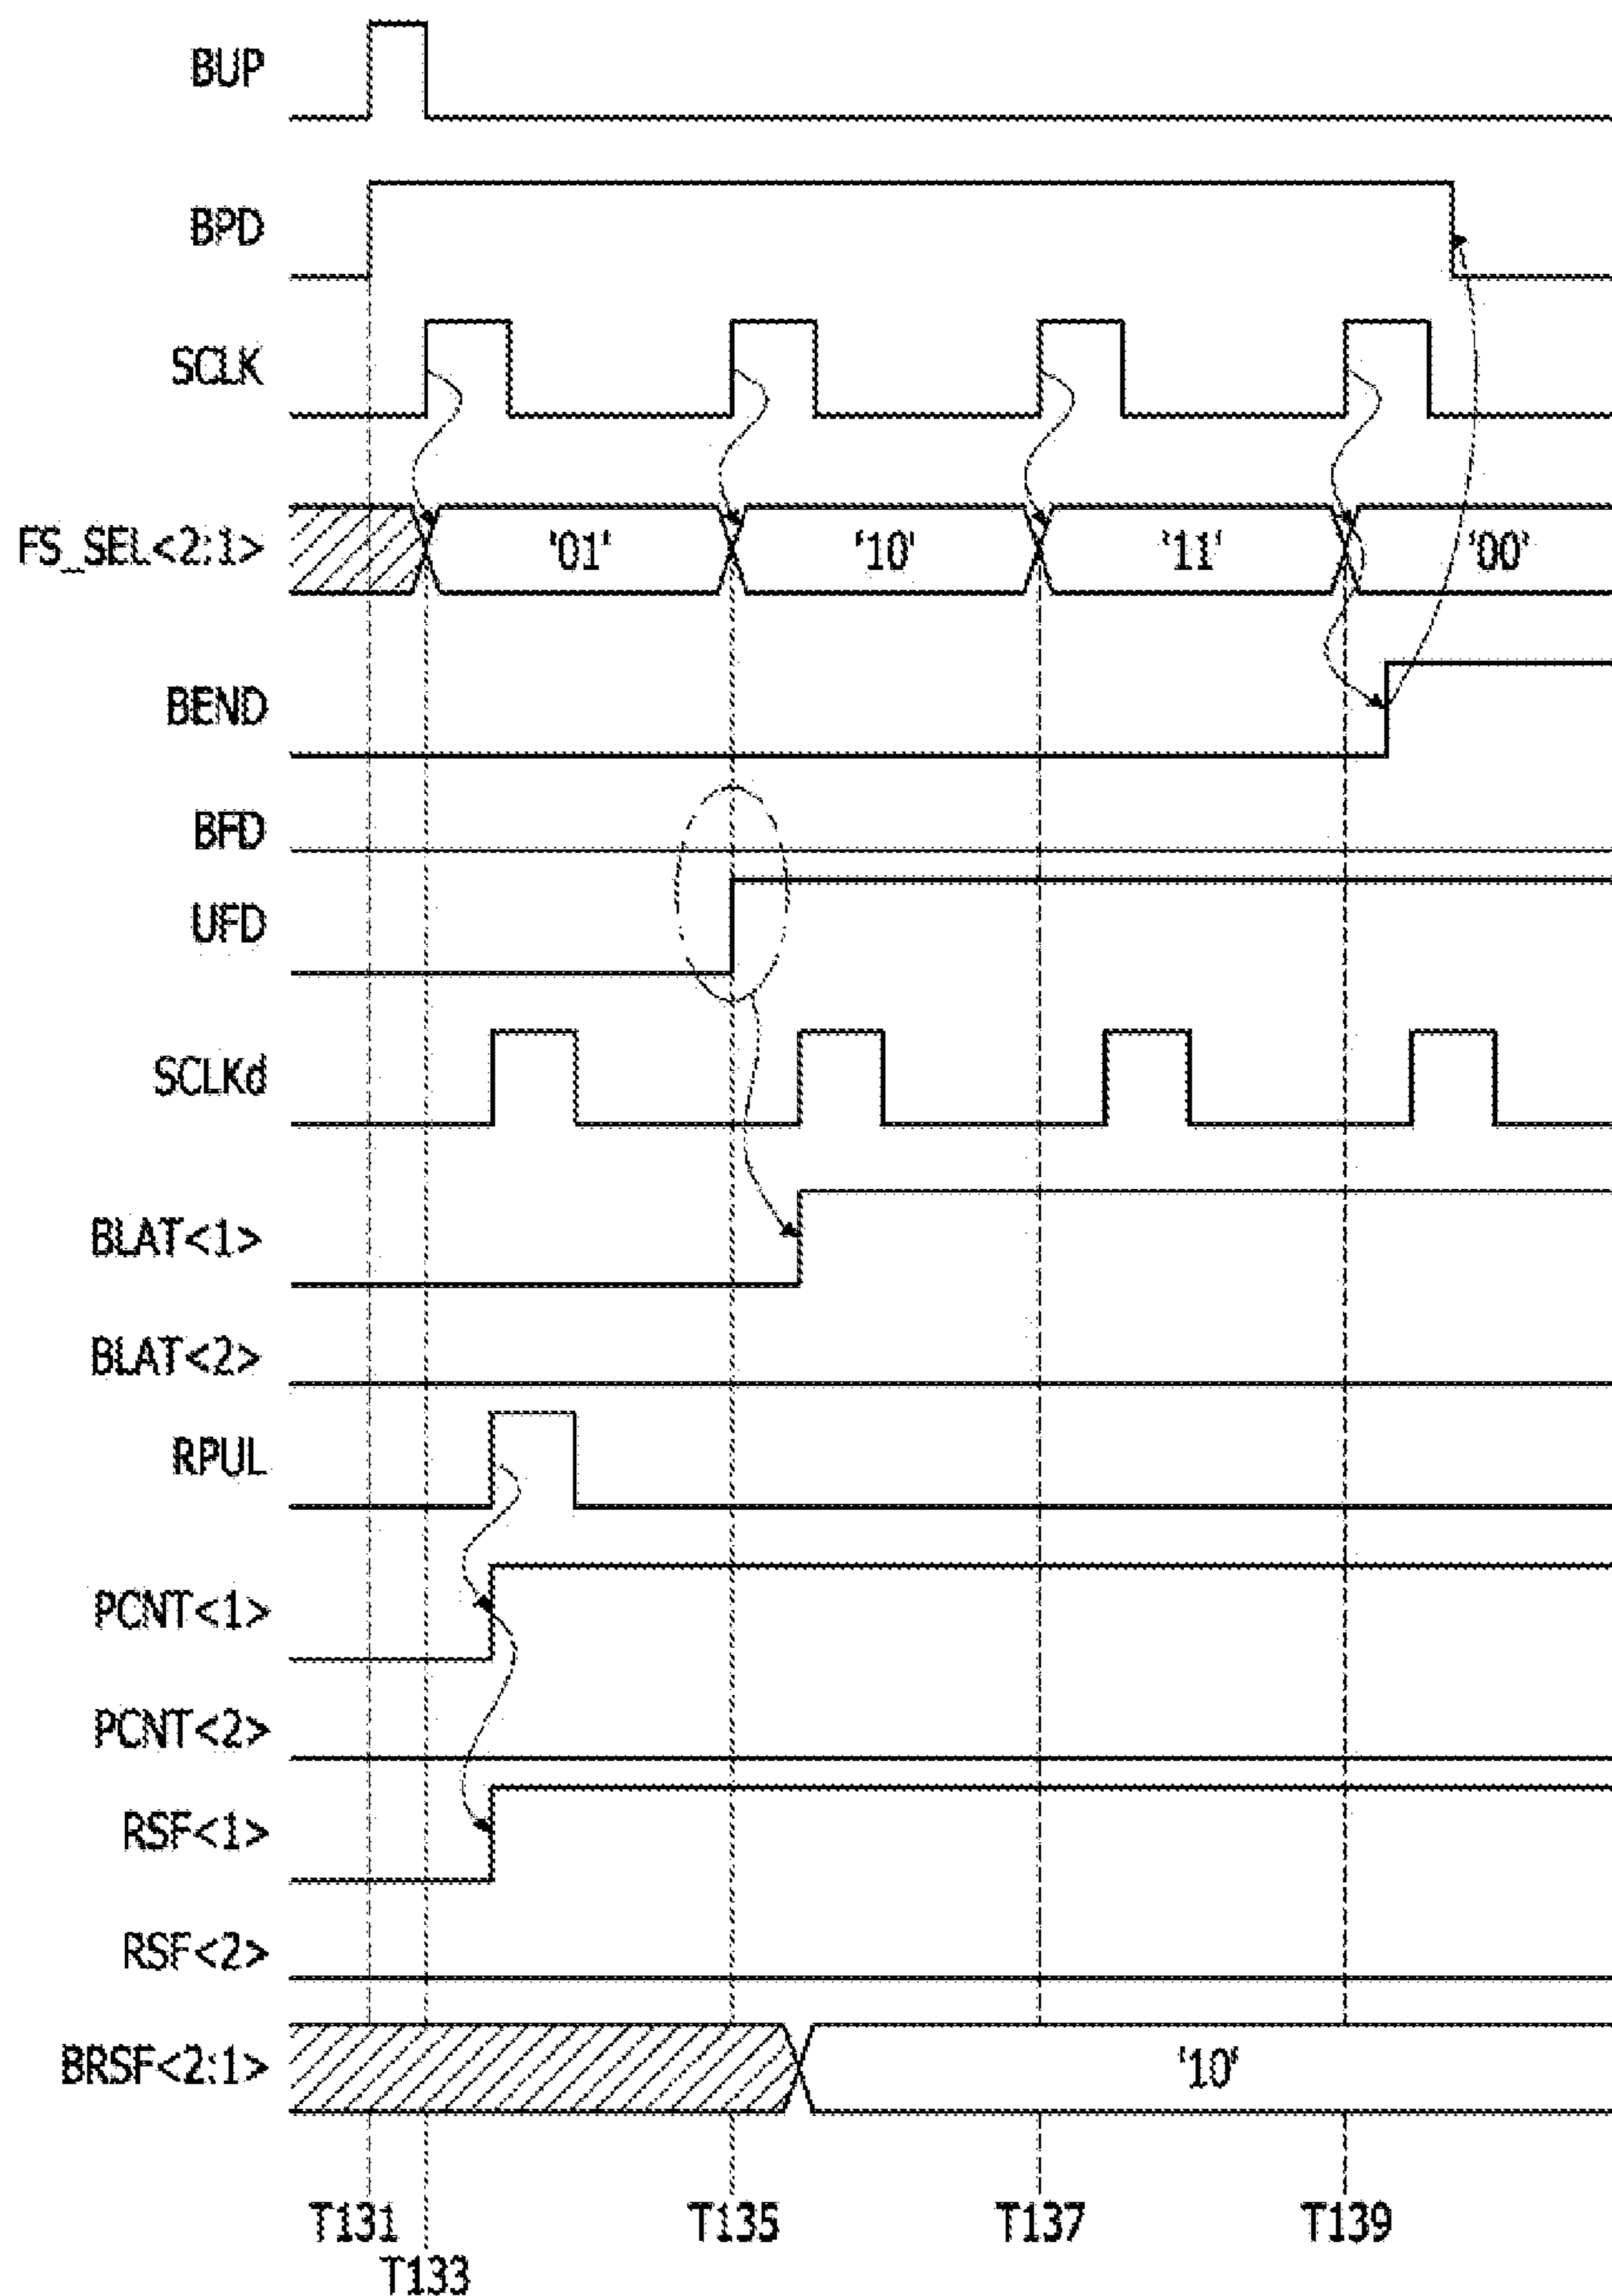 BUP
BPD
SCLK
FS_SEL<2:1> '01' '10' '11' '00'
BEND
BFD
UFD
SCLKd
BLAT<1>
BLAT<2>
RPUL
PCNT<1>
PCNT<2>
RSF<1>
RSF<2>
BRSF<2:1> '10'
T131 T135 T137 T139
T133